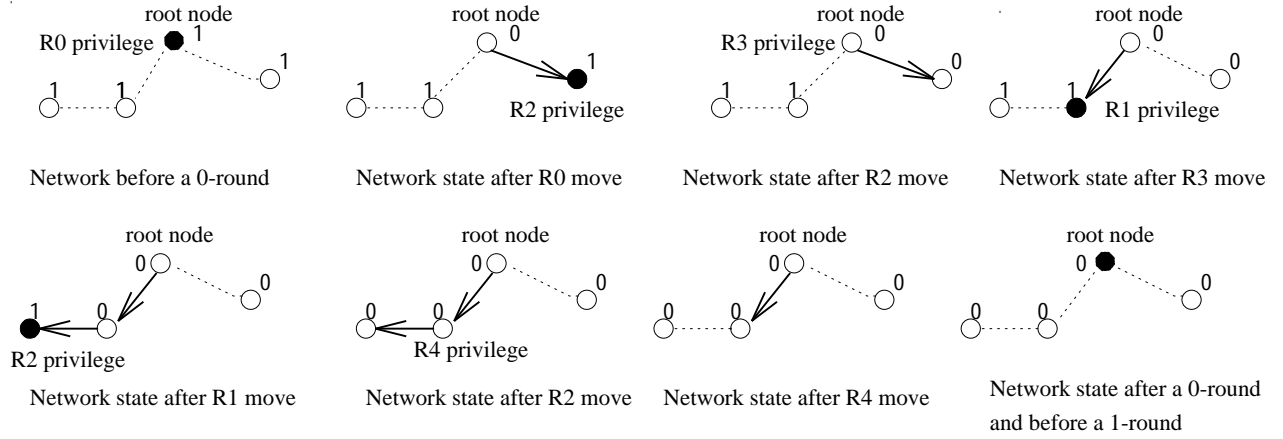 root node
R0 privilege
1
1
1
1
Network before a 0-round
root node
0
1
1
1
R2 privilege
Network state after R0 move
root node
R3 privilege
0
0
1
1
Network state after R2 move
root node
0
0
1
1
R1 privilege
Network state after R3 move
root node
0
0
1
0
R2 privilege
Network state after R1 move
root node
0
0
0
0
R4 privilege
Network state after R2 move
root node
0
0
0
0
Network state after R4 move
root node
0
0
0
0
Network state after a 0-round
and before a 1-round